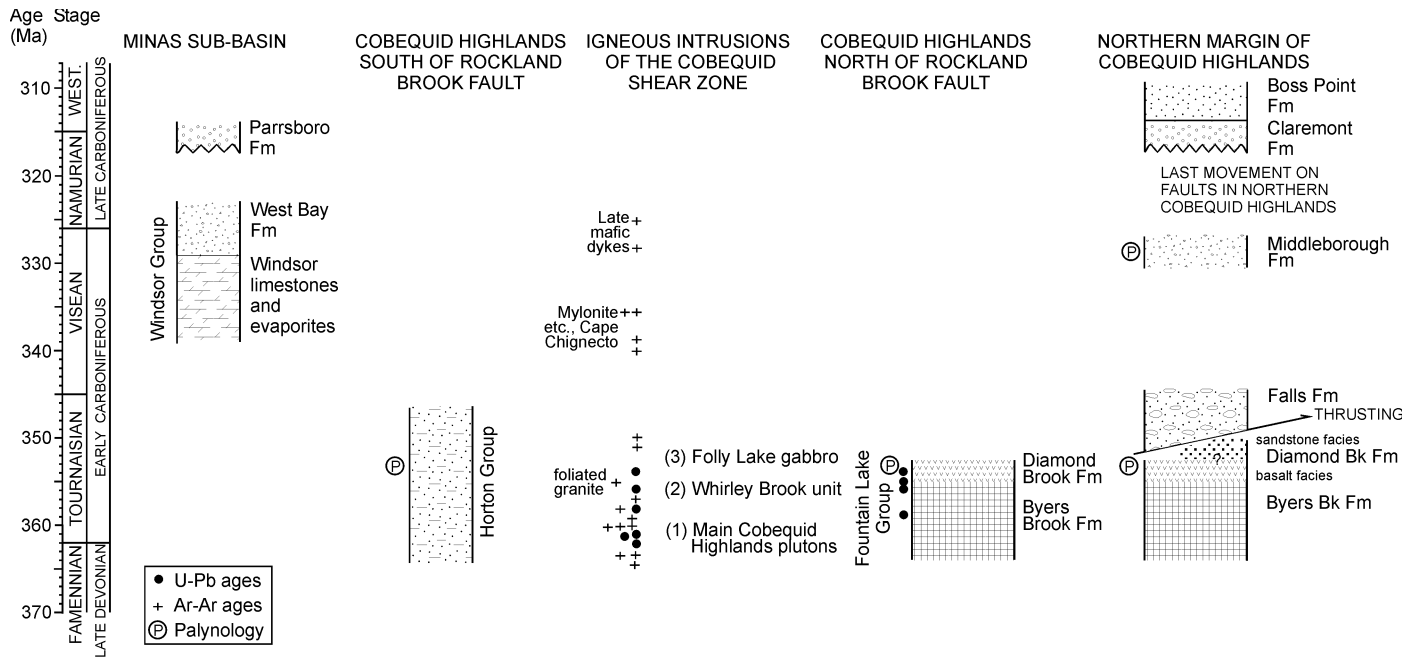 Age Stage
(Ma)
MINAS SUB-BASIN
COBEQUID HIGHLANDS
SOUTH OF ROCKLAND
BROOK FAULT
IGNEOUS INTRUSIONS
OF THE COBEQUID
SHEAR ZONE
COBEQUID HIGHLANDS
NORTH OF ROCKLAND
BROOK FAULT
NORTHERN MARGIN OF
COBEQUID HIGHLANDS
310
320
330
340
350
360
370
WEST.
NAMURIAN
VISEAN
TOURNAISIAN
FAMENNIAN
LATE CARBONIFEROUS
EARLY CARBONIFEROUS
LATE DEVONIAN
Parrsboro
Fm
Windsor Group
West Bay
Fm
Windsor
limestones
and
evaporites
P
Horton Group
Late
mafic
dykes
Mylonite
etc., Cape
Chignecto
foliated
granite
(3) Folly Lake gabbro
(2) Whirley Brook unit
(1) Main Cobequid
Highlands plutons
Fountain Lake
Group
P
Diamond
Brook Fm
Byers
Brook Fm
Boss Point
Fm
Claremont
Fm
LAST MOVEMENT ON
FAULTS IN NORTHERN
COBEQUID HIGHLANDS
P
Middleborough
Fm
Falls Fm
THRUSTING
sandstone facies
P
?
Diamond Bk Fm
basalt facies
Byers Bk Fm
U-Pb ages
Ar-Ar ages
P Palynology